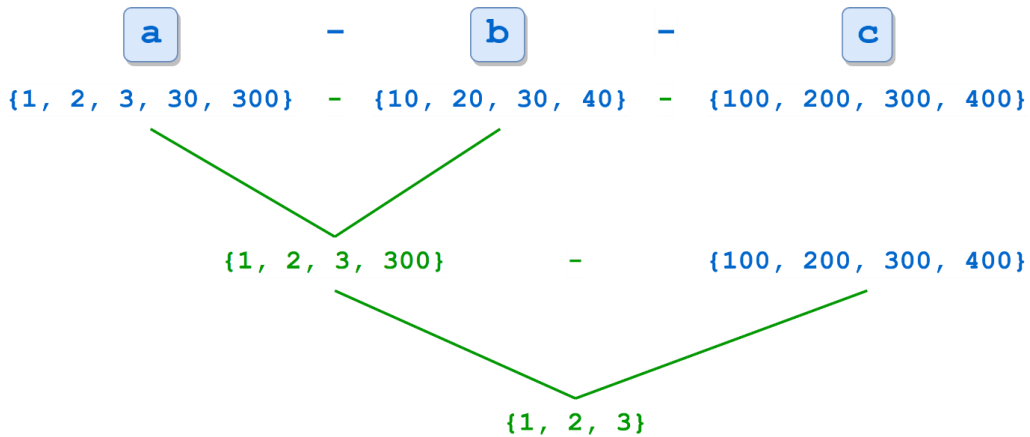 a - b - c
{1, 2, 3, 30, 300} - {10, 20, 30, 40} - {100, 200, 300, 400}
{1, 2, 3, 300} - {100, 200, 300, 400}
{1, 2, 3}